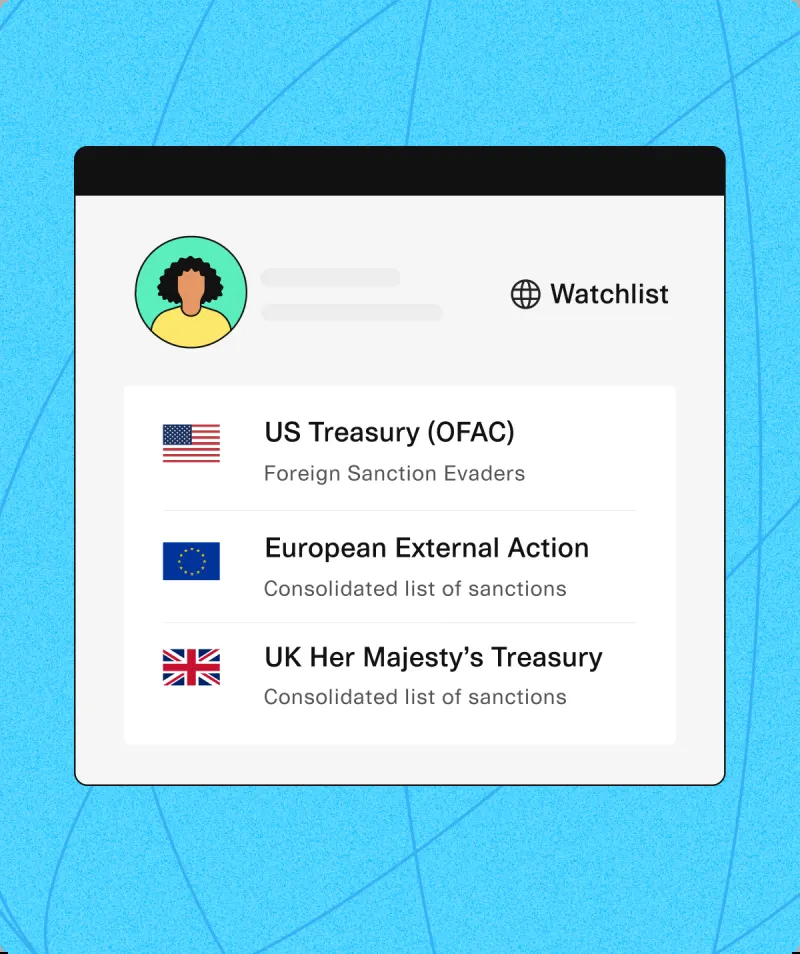 Watchlist
US Treasury (OFAC)
Foreign Sanction Evaders
European External Action
Consolidated list of sanctions
UK Her Majesty’s Treasury
Consolidated list of sanctions